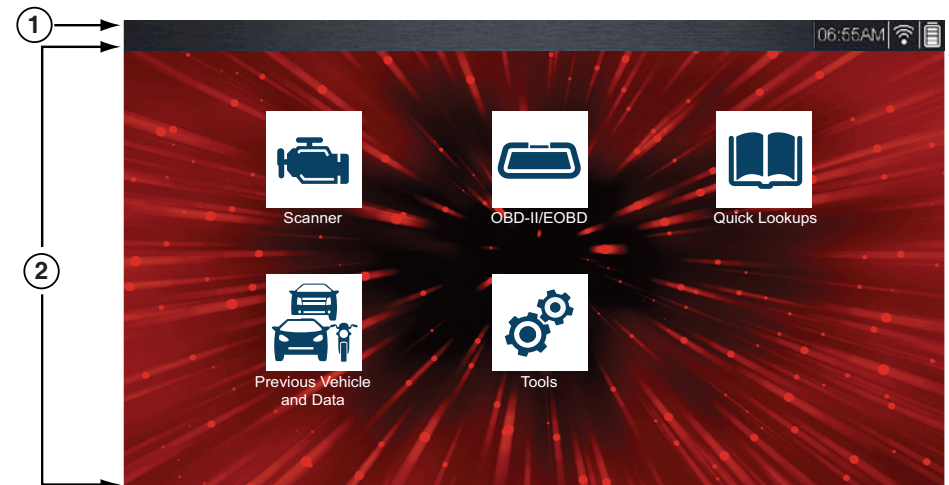 1
06:55AM
2
Scanner
OBD-II/EOBD
Quick Lookups
Previous Vehicle
and Data
Tools